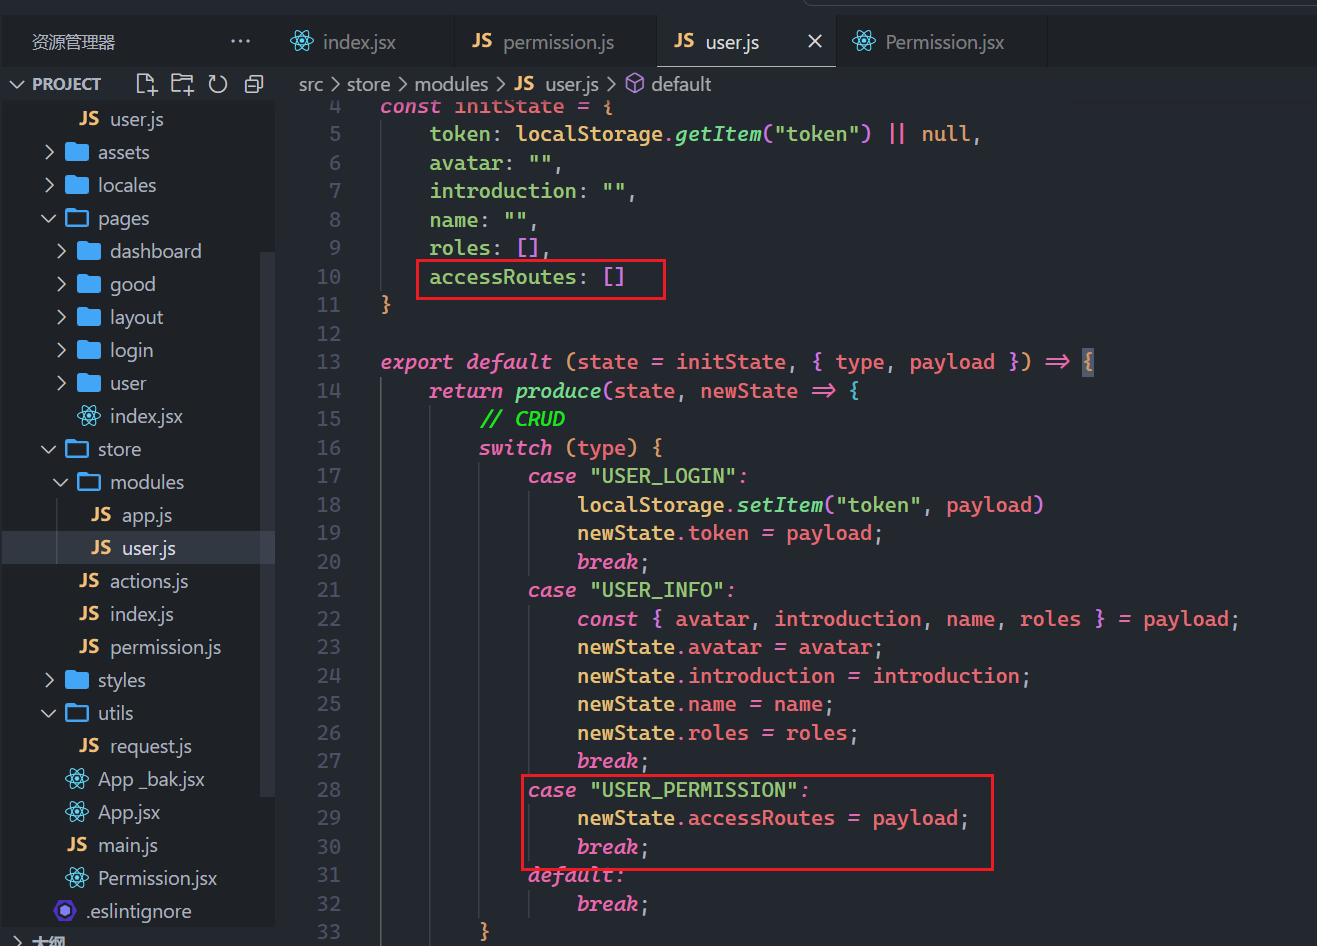 资源管理器 ···
index.jsx
JS permission.js
JS user.js
Permission.jsx
PROJECT
src > store > modules > JS user.js > default
JS user.js
assets
locales
pages
dashboard
good
layout
login
user
index.jsx
store
modules
JS app.js
JS user.js
JS actions.js
JS index.js
JS permission.js
styles
utils
JS request.js
App _bak.jsx
App.jsx
JS main.js
Permission.jsx
.eslintignore
大纲
4 const initState = {
5 token: localStorage.getItem("token") || null,
6 avatar: "",
7 introduction: "",
8 name: "",
9 roles: [],
10 accessRoutes: []
11 }
12
13 export default (state = initState, { type, payload }) => {
14 return produce(state, newState => {
15 // CRUD
16 switch (type) {
17 case "USER_LOGIN":
18 localStorage.setItem("token", payload)
19 newState.token = payload;
20 break;
21 case "USER_INFO":
22 const { avatar, introduction, name, roles } = payload;
23 newState.avatar = avatar;
24 newState.introduction = introduction;
25 newState.name = name;
26 newState.roles = roles;
27 break;
28 case "USER_PERMISSION":
29 newState.accessRoutes = payload;
30 break;
31 default:
32 break;
33 }